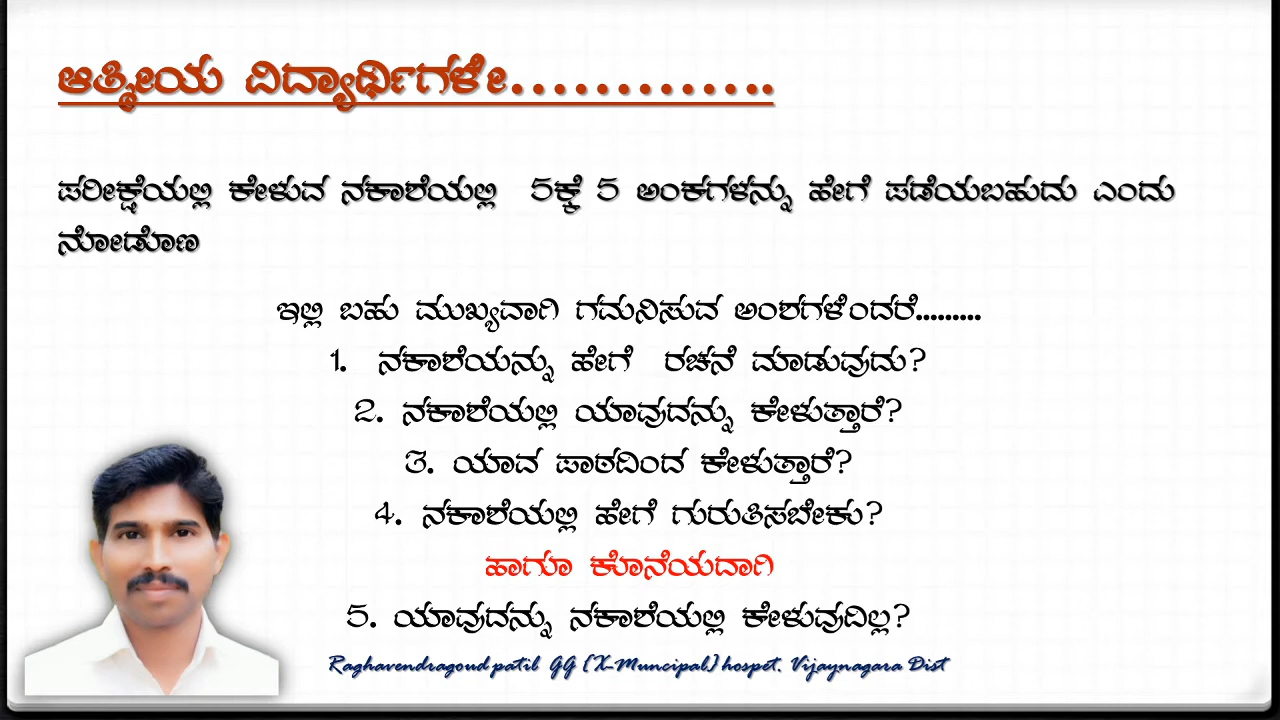 ಆತ್ಮೀಯ ವಿದ್ಯಾರ್ಥಿಗಳೇ.............
ಪರೀಕ್ಷೆಯಲ್ಲಿ ಕೇಳುವ ನಕಾಶೆಯಲ್ಲಿ 5ಕ್ಕೆ 5 ಅಂಕಗಳನ್ನು ಹೇಗೆ ಪಡೆಯಬಹುದು ಎಂದು
ನೋಡೊಣ
ಇಲ್ಲಿ ಬಹು ಮುಖ್ಯವಾಗಿ ಗಮನಿಸುವ ಅಂಶಗಳೆಂದರೆ.........
1. ನಕಾಶೆಯನ್ನು ಹೇಗೆ ರಚನೆ ಮಾಡುವುದು?
2. ನಕಾಶೆಯಲ್ಲಿ ಯಾವುದನ್ನು ಕೇಳುತ್ತಾರೆ?
3. ಯಾವ ಪಾಠದಿಂದ ಕೇಳುತ್ತಾರೆ?
4. ನಕಾಶೆಯಲ್ಲಿ ಹೇಗೆ ಗುರುತಿಸಬೇಕು?
ಹಾಗೂ ಕೊನೆಯದಾಗಿ
5. ಯಾವುದನ್ನು ನಕಾಶೆಯಲ್ಲಿ ಕೇಳುವುದಿಲ್ಲ?
Raghavendragoud patil GG (X-Muncipal) hospet. Vijaynagara Dist